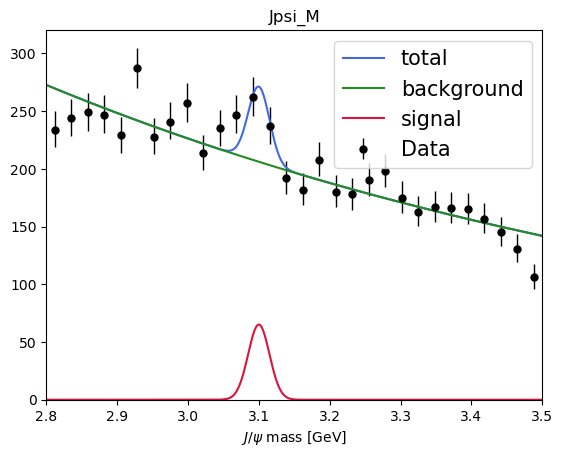 Jpsi_M
300
250
200
150
100
50
0
total
background
signal
Data
2.8 2.9 3.0 3.1 3.2 3.3 3.4 3.5
J/ψ mass [GeV]